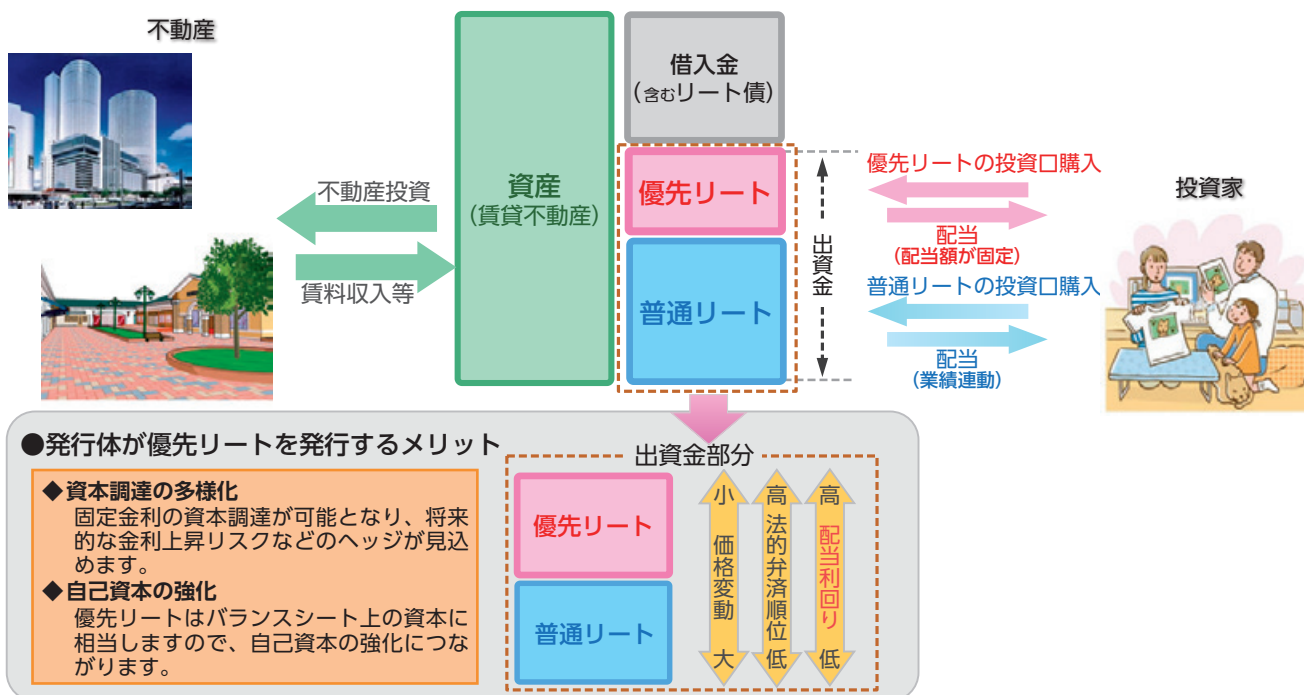 不動産
不動産投資
賃料収入等
資産
(賃貸不動産)
借入金
(含むリート債)
優先リート
普通リート
出資金
優先リートの投資口購入
配当
(配当額が固定)
普通リートの投資口購入
配当
(業績連動)
投資家
●発行体が優先リートを発行するメリット
◆資本調達の多様化
固定金利の資本調達が可能となり、将来
的な金利上昇リスクなどのヘッジが見込
めます。
◆自己資本の強化
優先リートはバランスシート上の資本に
相当しますので、自己資本の強化につな
がります。
出資金部分
優先リート
普通リート
小 価格変動 大
高 法的弁済順位 低
高 配当利回り 低